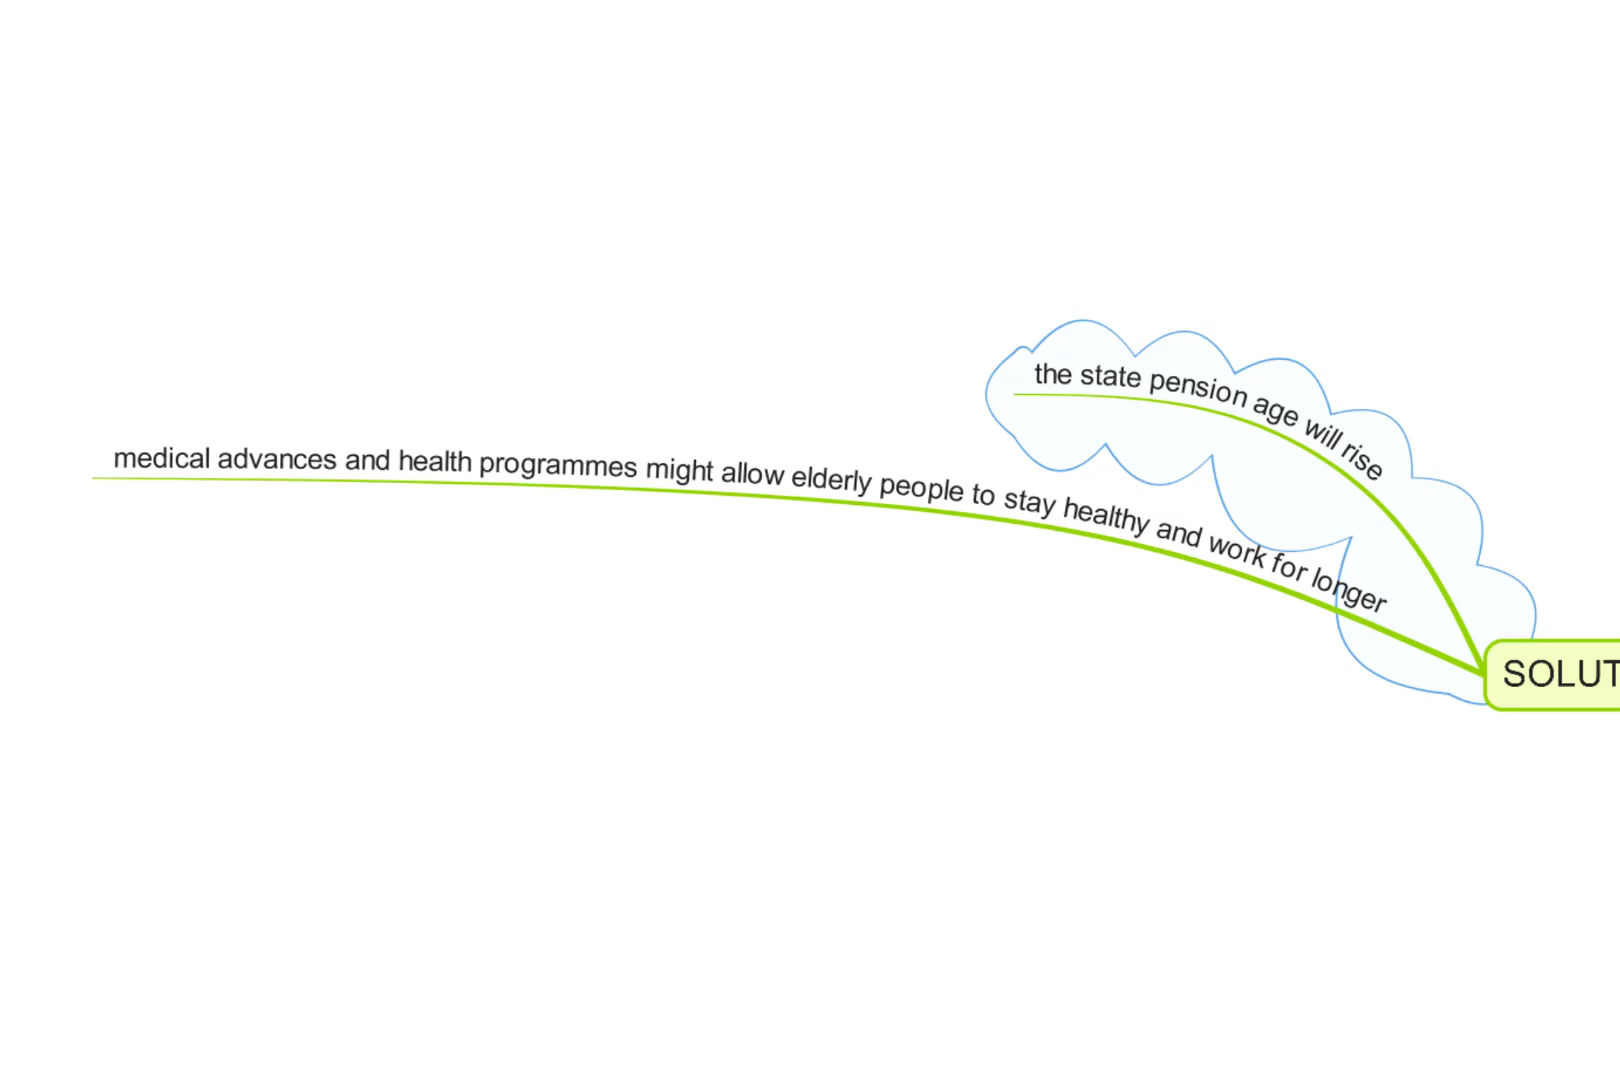 the state pension age will rise
medical advances and health programmes might allow elderly people to stay healthy and work for longer
SOLUT